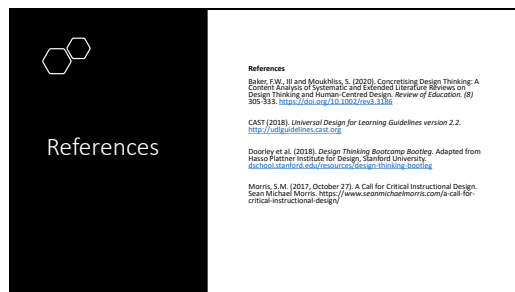 References
References
Baker, F.W., III and Moukhliss, S. (2020). Concretising Design Thinking: A
Content Analysis of Systematic and Extended Literature Reviews on
Design Thinking and Human-Centred Design. Review of Education. (8)
305-333. https://doi.org/10.1002/rev3.3186
CAST (2018). Universal Design for Learning Guidelines version 2.2.
http://udlguidelines.cast.org
Doorley et al. (2018). Design Thinking Bootcamp Bootleg. Adapted from
Hasso Plattner Institute for Design, Stanford University.
dschool.stanford.edu/resources/design-thinking-bootleg
Morris, S.M. (2017, October 27). A Call for Critical Instructional Design.
Sean Michael Morris. https://www.seanmichaelmorris.com/a-call-for-
critical-instructional-design/